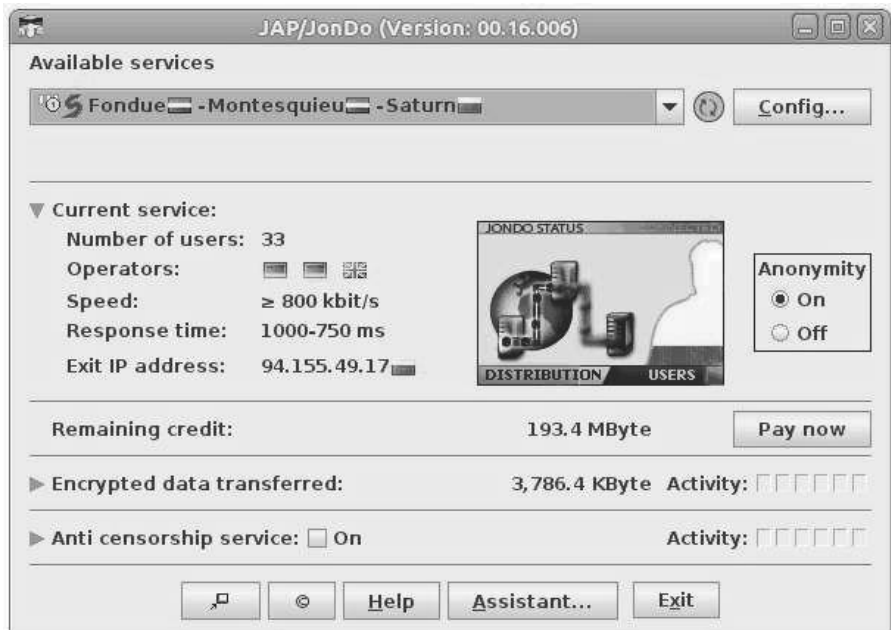 JAP/JonDo (Version: 00.16.006)
Available services
Fondue - Montesquieu - Saturn
Config...
Current service:
Number of users: 33
Operators:
Speed: ≥ 800 kbit/s
Response time: 1000-750 ms
Exit IP address: 94.155.49.17
JONDO STATUS
DISTRIBUTION USERS
Anonymity
On
Off
Remaining credit: 193.4 MByte Pay now
Encrypted data transferred: 3,786.4 KByte Activity:
Anti censorship service: On Activity:
© Help Assistant... Exit